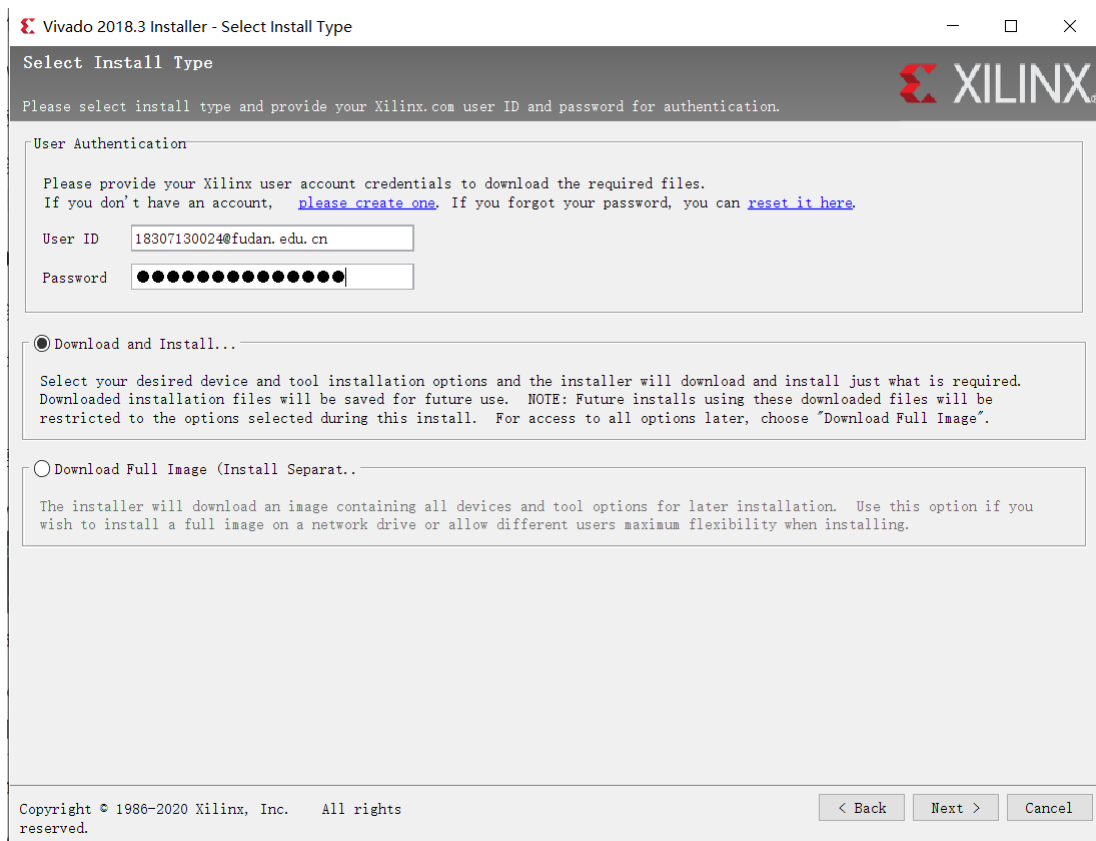 Vivado 2018.3 Installer - Select Install Type
Select Install Type
XILINX
Please select install type and provide your Xilinx.com user ID and password for authentication.
User Authentication
Please provide your Xilinx user account credentials to download the required files.
If you don't have an account, please create one. If you forgot your password, you can reset it here.
User ID 18307130024@fudan.edu.cn
Password ●●●●●●●●●●●●●●
Download and Install...
Select your desired device and tool installation options and the installer will download and install just what is required.
Downloaded installation files will be saved for future use. NOTE: Future installs using these downloaded files will be
restricted to the options selected during this install. For access to all options later, choose "Download Full Image".
Download Full Image (Install Separat..
The installer will download an image containing all devices and tool options for later installation. Use this option if you
wish to install a full image on a network drive or allow different users maximum flexibility when installing.
Copyright © 1986-2020 Xilinx, Inc. All rights
reserved.
< Back Next > Cancel